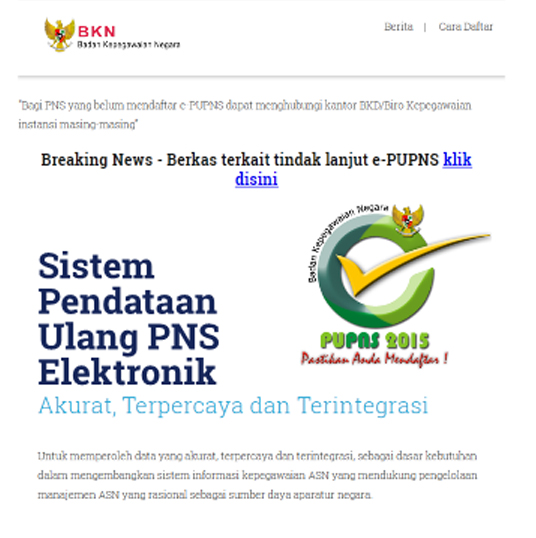 BKN
Badan Kepegawaian Negara
Berita | Cara Daftar
"Bagi PNS yang belum mendaftar e-PUPNS dapat menghubungi kantor BKD/Biro Kepegawaian
instansi masing-masing"
Breaking News - Berkas terkait tindak lanjut e-PUPNS klik
disini
Badan Kepegawaian Negara
PUPNS 2015
Pastikan Anda Mendaftar !
Sistem
Pendataan
Ulang PNS
Elektronik
Akurat, Terpercaya dan Terintegrasi
Untuk memperoleh data yang akurat, terpercaya dan terintegrasi, sebagai dasar kebutuhan
dalam mengembangkan sistem informasi kepegawaian ASN yang mendukung pengelolaan
manajemen ASN yang rasional sebagai sumber daya aparatur negara.